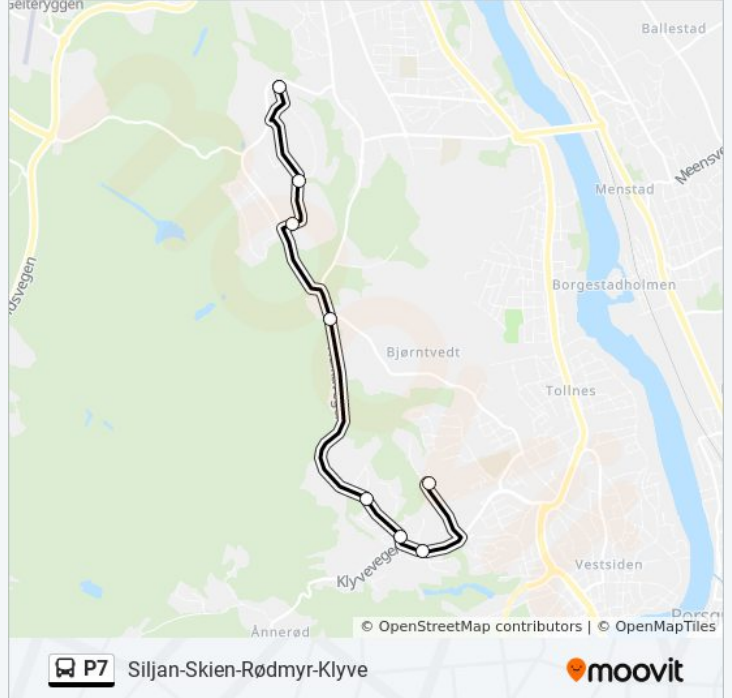 Geiteryggen
Ballestad
Meensve
Menstad
Borgestadholmen
Bjørntvedt
Tollnes
Vestsiden
Klyvevegen
Ånnerød
© OpenStreetMap contributors | © OpenMapTiles
P7 Siljan-Skien-Rødmyr-Klyve
moovit